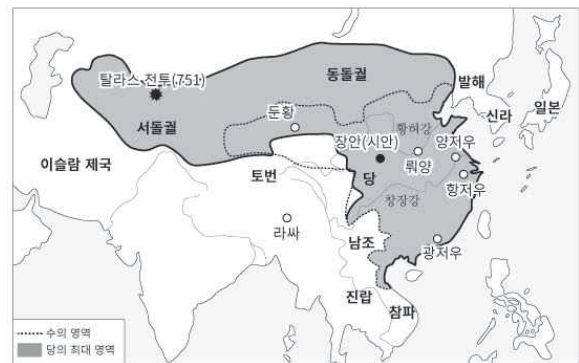 탈라스 전투(751)
동돌궐
발해
신라
일본
둔황
서돌궐
황허강
장안(시안)
양저우
뤄양
이슬람 제국
토번
당
항저우
창장강
라싸
남조
광저우
진랍
참파
수의 영역
당의 최대 영역